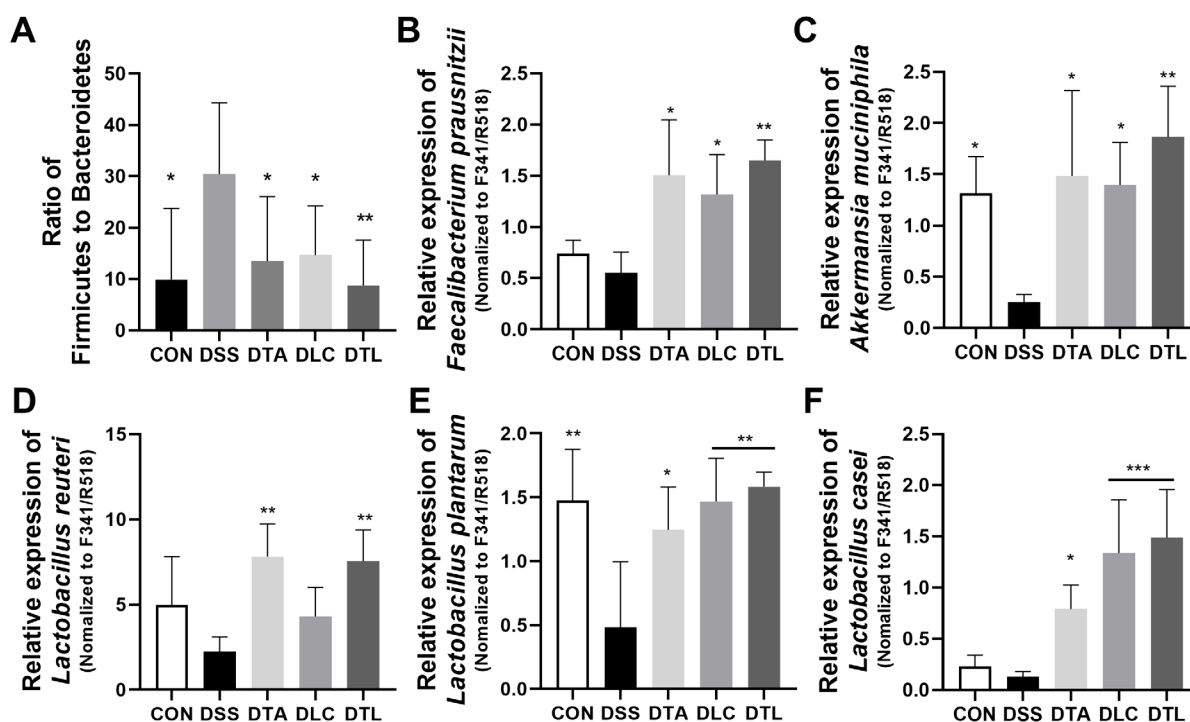 A
Ratio of
Firmicutes to Bacteroidetes
50
40
30
20
10
0
*
*
*
**
CON DSS DTA DLC DTL
B
Relative expression of
Faecalibacterium prausnitzii
(Nomalized to F341/R518)
2.5
2.0
1.5
1.0
0.5
0.0
*
*
**
CON DSS DTA DLC DTL
C
Relative expression of
Akkermansia muciniphila
(Nomalized to F341/R518)
2.5
2.0
1.5
1.0
0.5
0.0
*
*
*
**
CON DSS DTA DLC DTL
D
Relative expression of
Lactobacillus reuteri
(Nomalized to F341/R518)
15
10
5
0
**
**
CON DSS DTA DLC DTL
E
Relative expression of
Lactobacillus plantarum
(Nomalized to F341/R518)
2.0
1.5
1.0
0.5
0.0
**
*
**
CON DSS DTA DLC DTL
F
Relative expression of
Lactobacillus casei
(Nomalized to F341/R518)
2.5
2.0
1.5
1.0
0.5
0.0
*
***
CON DSS DTA DLC DTL